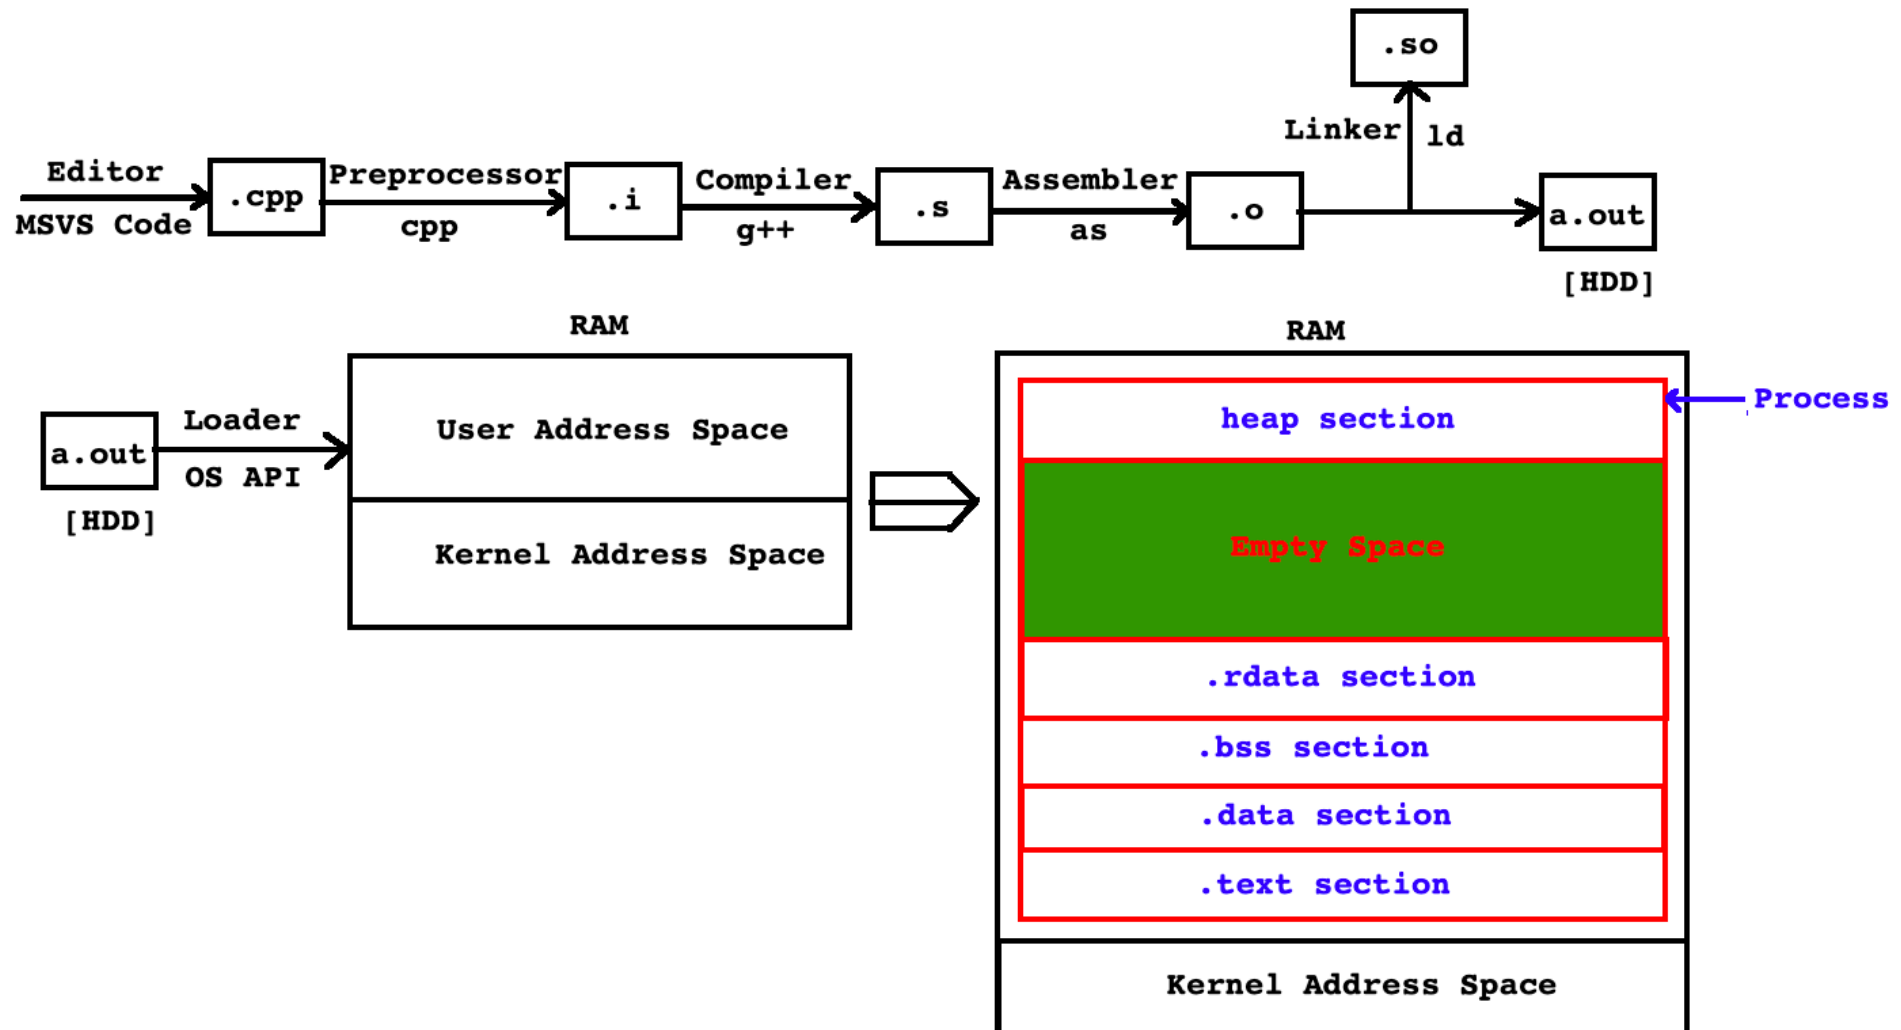 .so
Linker ld
Editor
MSVS Code
.cpp
Preprocessor
cpp
.i
Compiler
g++
.s
Assembler
as
.o
a.out
[HDD]
RAM
a.out
[HDD]
Loader
OS API
User Address Space
Kernel Address Space
RAM
Process
heap section
Empty Space
.rdata section
.bss section
.data section
.text section
Kernel Address Space